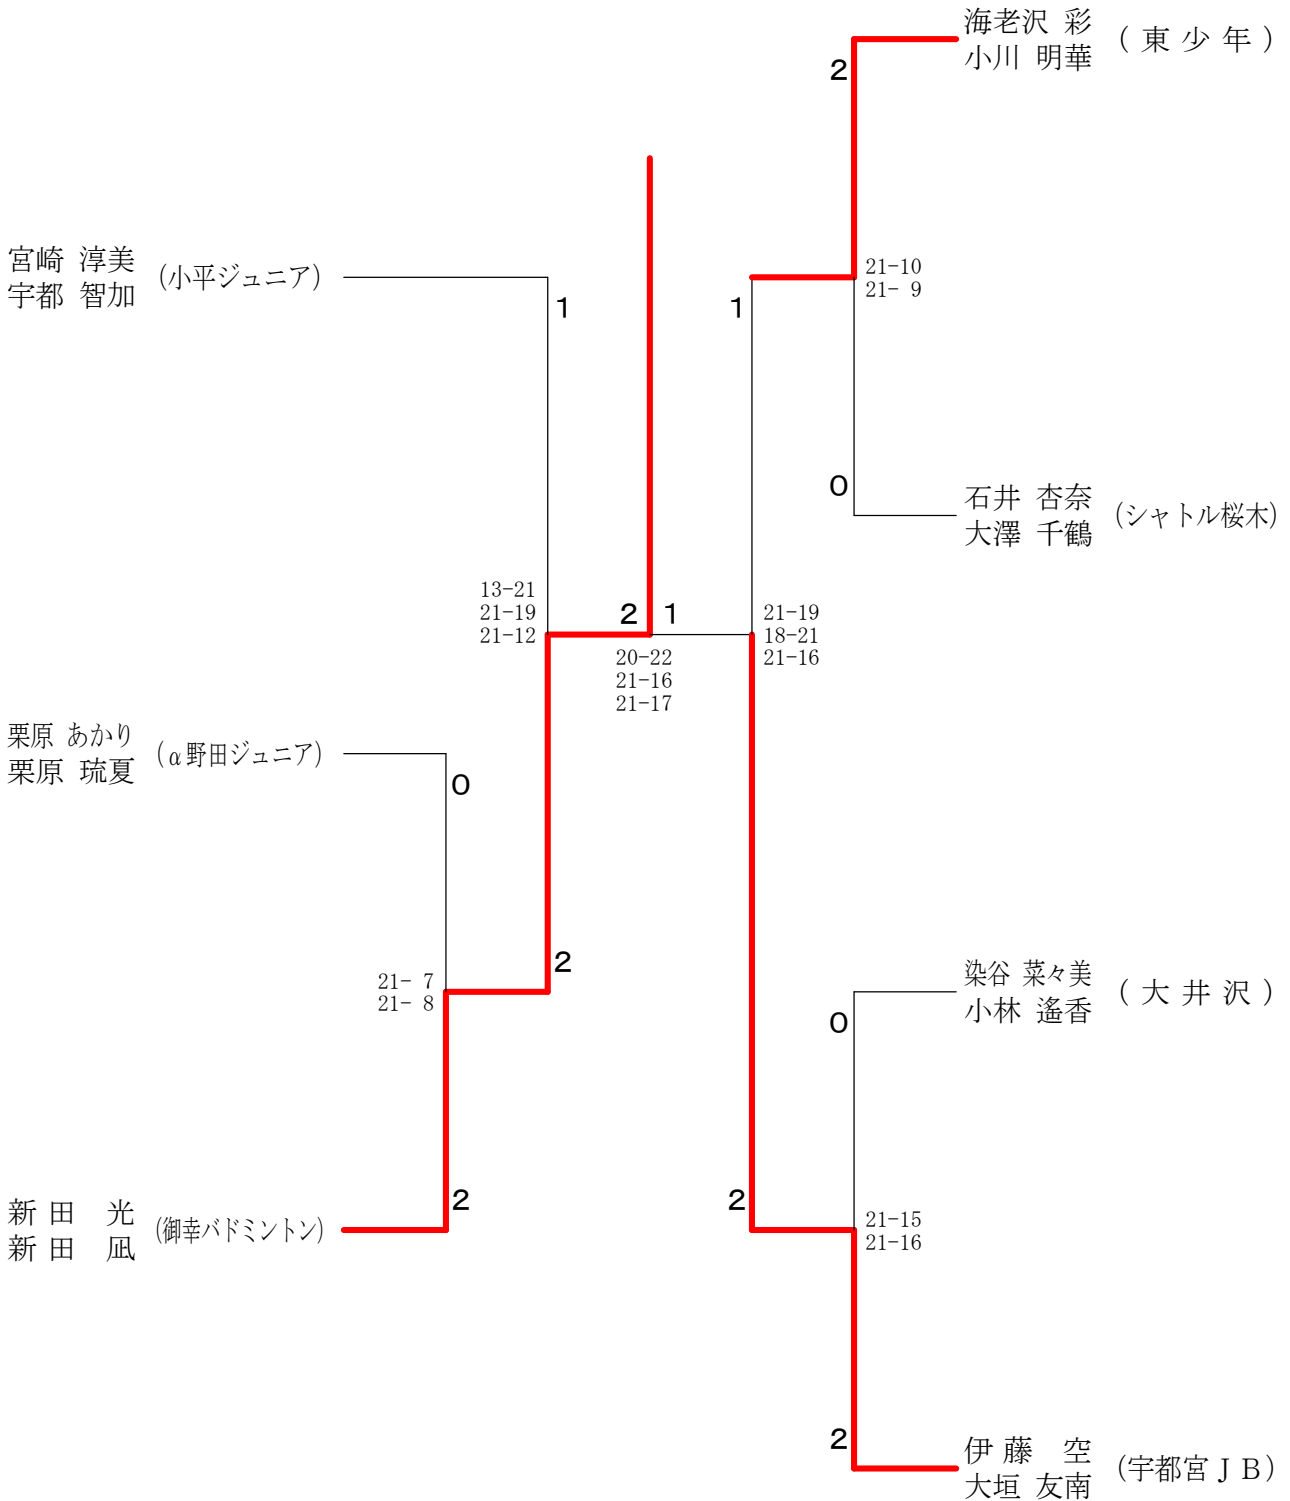 海老沢 彩
小川 明華
(東少年)
2
宮崎 淳美
宇都 智加
(小平ジュニア)
1
1
21-10
21- 9
0
石井 杏奈
大澤 千鶴
(シャトル桜木)
13-21
21-19
21-12
2
1
20-22
21-16
21-17
21-19
18-21
21-16
栗原 あかり
栗原 琉夏
(α野田ジュニア)
0
2
21- 7
21- 8
染谷 菜々美
小林 遙香
(大井沢)
0
新田 光
新田 凪
(御幸バドミントン)
2
2
21-15
21-16
2
伊藤 空
大垣 友南
(宇都宮ＪＢ)